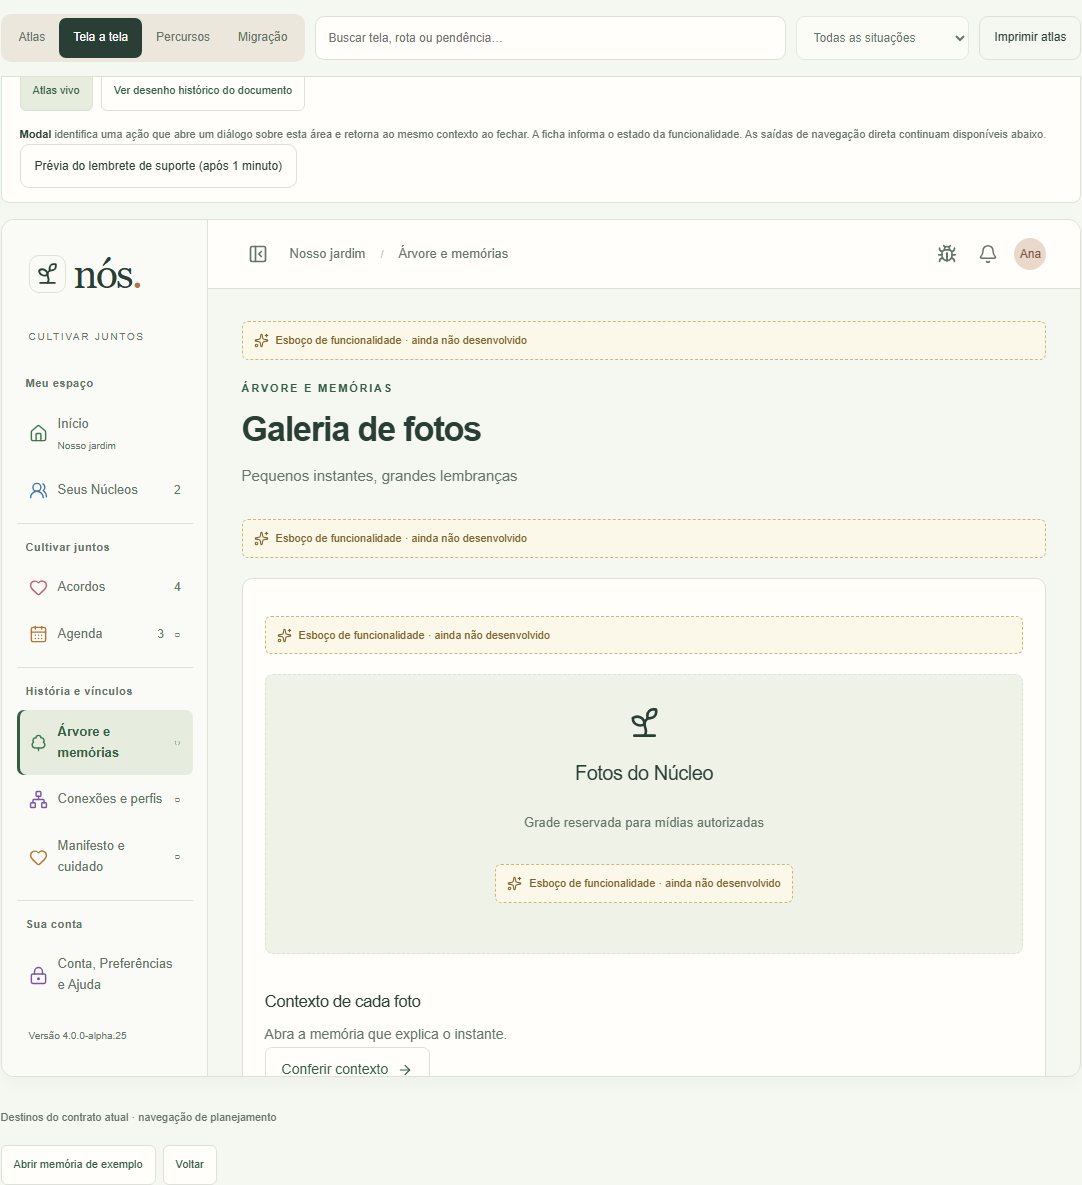 Atlas
Tela a tela
Percursos
Migração
Buscar tela, rota ou pendência...
Todas as situações
Imprimir atlas
Atlas vivo
Ver desenho histórico do documento
Modal identifica uma ação que abre um diálogo sobre esta área e retorna ao mesmo contexto ao fechar. A ficha informa o estado da funcionalidade. As saídas de navegação direta continuam disponíveis abaixo.
Prévia do lembrete de suporte (após 1 minuto)
nós.
CULTIVAR JUNTOS
Meu espaço
Início
Nosso jardim
Seus Núcleos 2
Cultivar juntos
Acordos 4
Agenda 3
História e vínculos
Árvore e
memórias
Conexões e perfis
Manifesto e
cuidado
Sua conta
Conta, Preferências
e Ajuda
Versão 4.0.0-alpha.25
Nosso jardim / Árvore e memórias
Ana
Esboço de funcionalidade · ainda não desenvolvido
ÁRVORE E MEMÓRIAS
Galeria de fotos
Pequenos instantes, grandes lembranças
Esboço de funcionalidade · ainda não desenvolvido
Esboço de funcionalidade · ainda não desenvolvido
Fotos do Núcleo
Grade reservada para mídias autorizadas
Esboço de funcionalidade · ainda não desenvolvido
Contexto de cada foto
Abra a memória que explica o instante.
Conferir contexto
Destinos do contrato atual · navegação de planejamento
Abrir memória de exemplo
Voltar